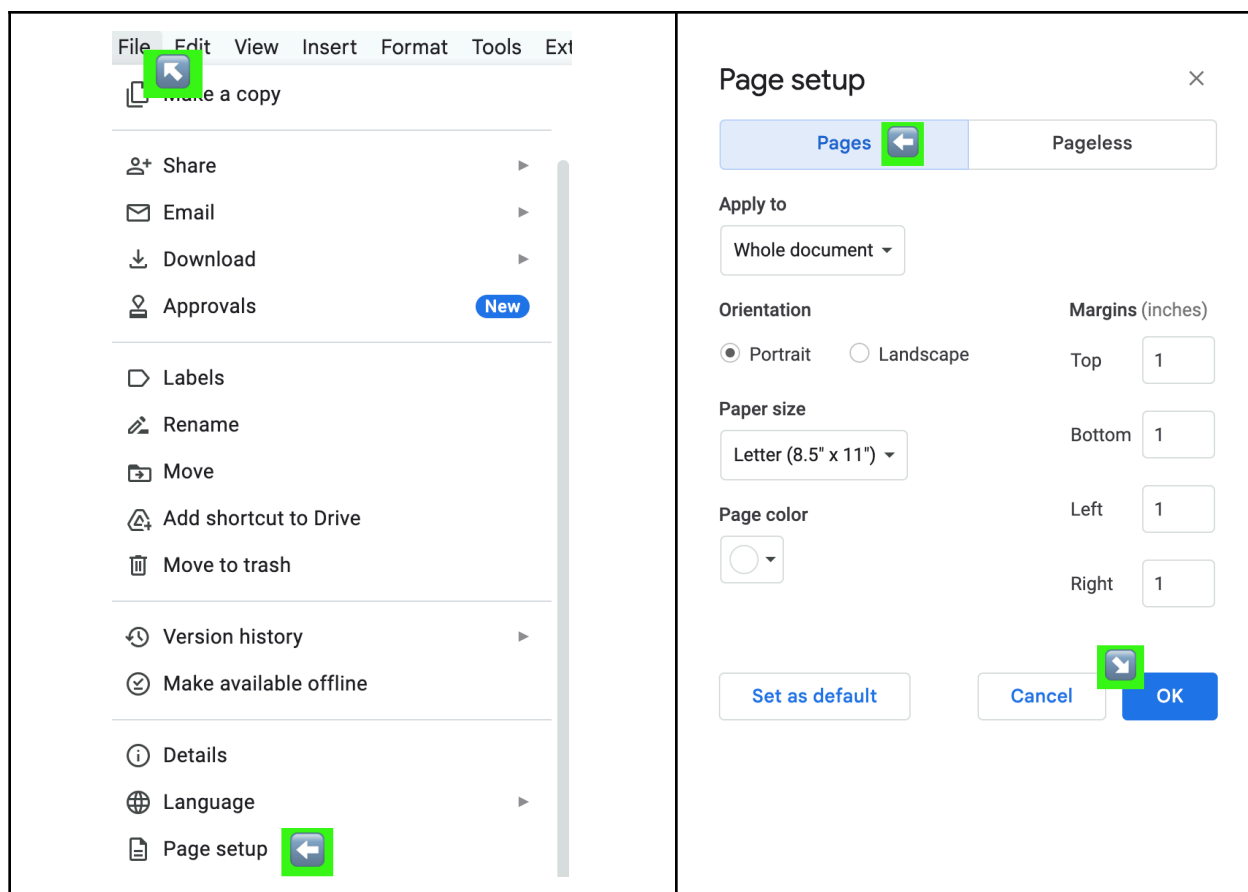 File Edit View Insert Format Tools Ext
Make a copy
Share
Email
Download
Approvals New
Labels
Rename
Move
Add shortcut to Drive
Move to trash
Version history
Make available offline
Details
Language
Page setup
Page setup
Pages Pageless
Apply to
Whole document
Orientation
Portrait Landscape
Paper size
Letter (8.5" x 11")
Page color
Margins (inches)
Top 1
Bottom 1
Left 1
Right 1
Set as default Cancel OK